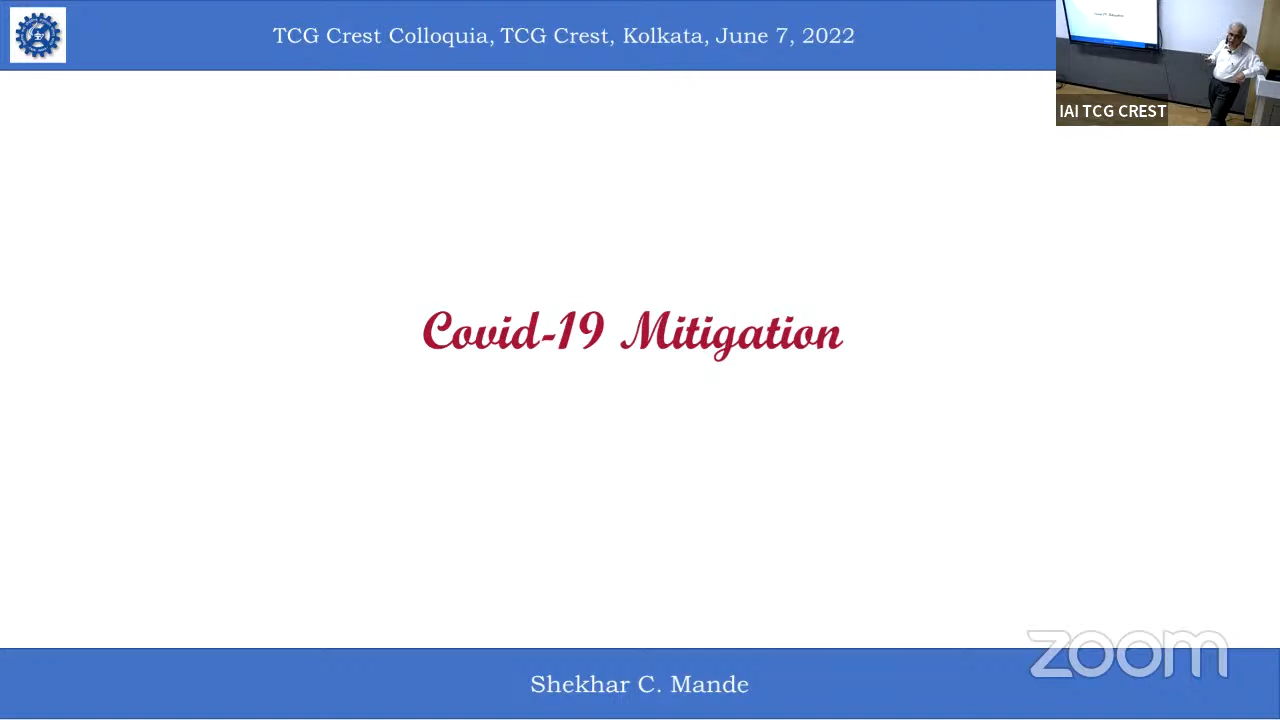 TCG Crest Colloquia, TCG Crest, Kolkata, June 7, 2022
IAI TCG CREST
Covid-19 Mitigation
zoom
Shekhar C. Mande